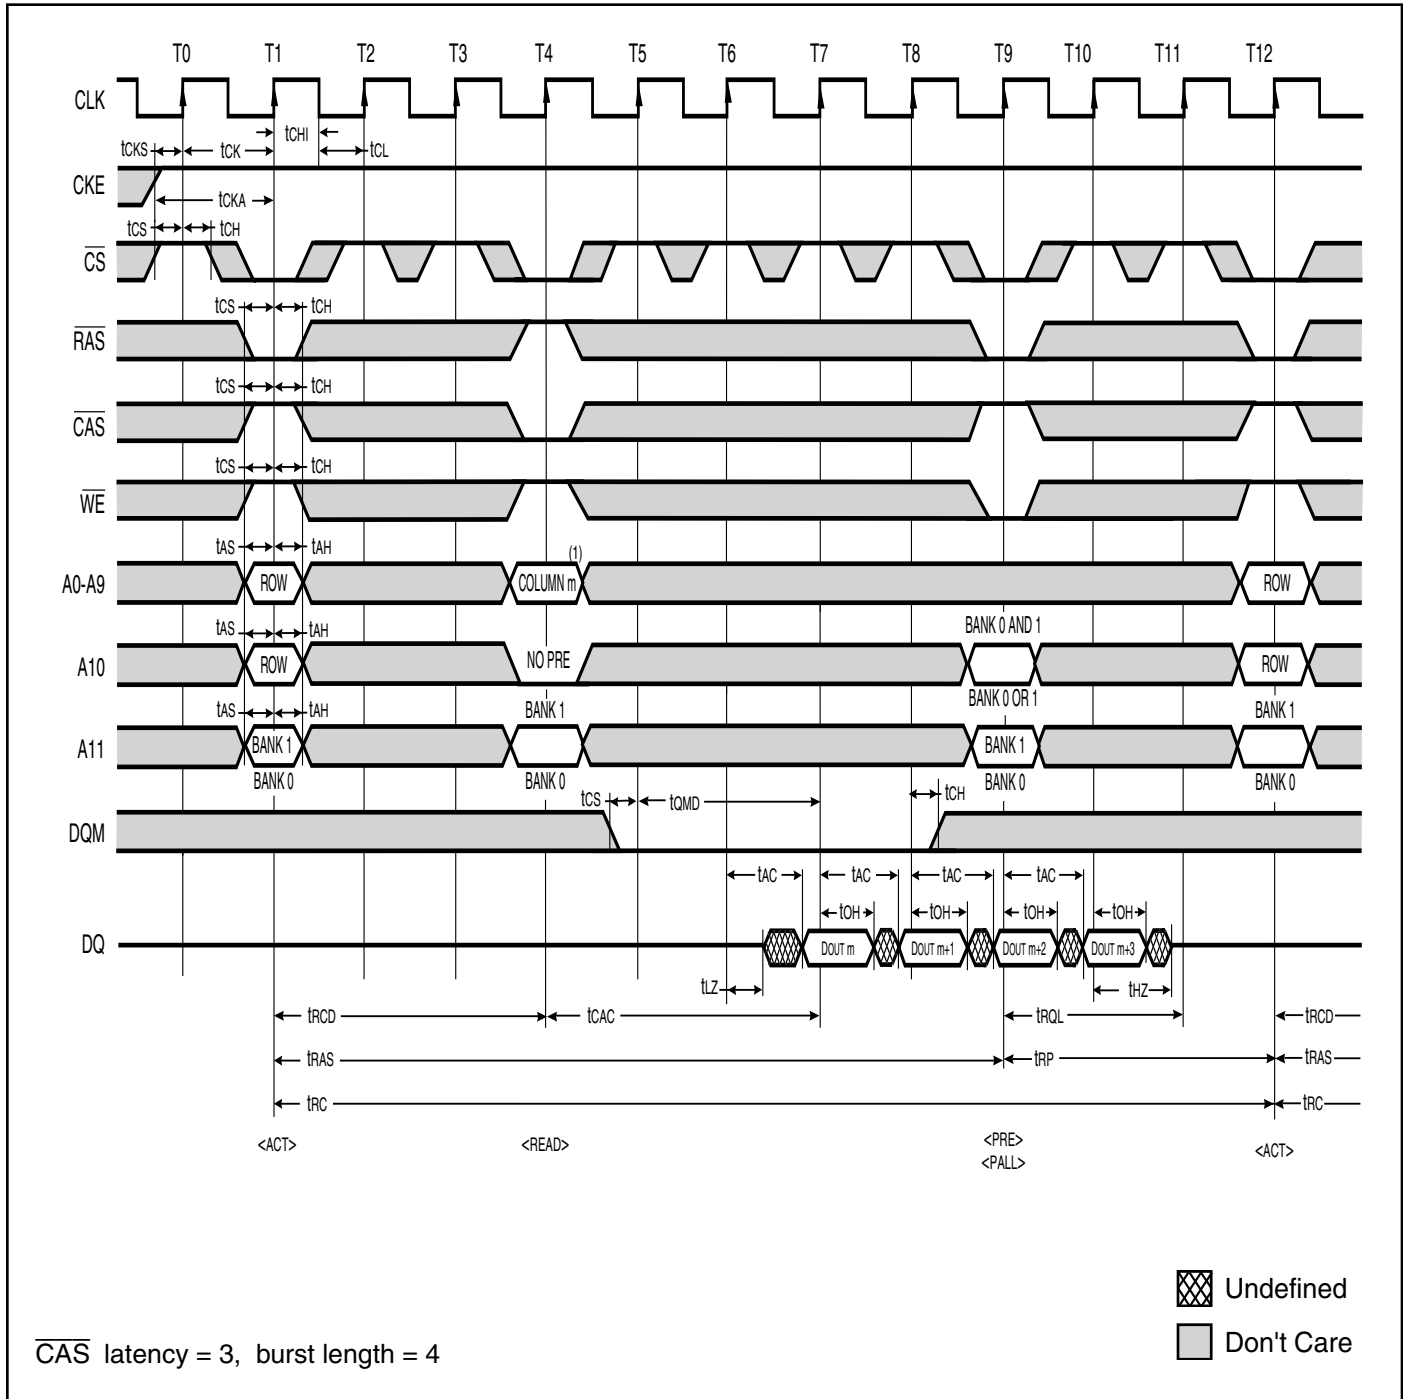 T0 T1 T2 T3 T4 T5 T6 T7 T8 T9 T10 T11 T12
CLK
tCHI
tCKS tCK tCL
CKE
tCKA
tCS tCH
CS
tCS tCH
RAS
tCS tCH
CAS
tCS tCH
WE
tAS tAH (1)
A0-A9 ROW COLUMN m ROW
BANK 0 AND 1
tAS tAH
A10 ROW NO PRE ROW
BANK 0 OR 1
tAS tAH BANK 1 BANK 1
A11 BANK 1 BANK 1
BANK 0 BANK 0 BANK 0 BANK 0
tCS tQMD tCH
DQM
tAC tAC tAC tAC
tOH tOH tOH tOH
DQ DOUT m DOUT m+1 DOUT m+2 DOUT m+3
tLZ tHZ
tRCD tCAC tRQL tRCD
tRAS tRP tRAS
tRC tRC
<ACT> <READ> <PRE> <ACT>
<PALL>
Undefined
Don't Care
CAS latency = 3, burst length = 4